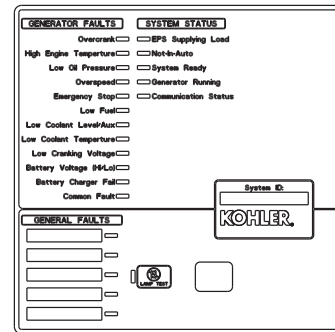 GENERATOR FAULTS
Overcrank
High Engine Temperture
Low Oil Pressure
Overspeed
Emergency Stop
Low Fuel
Low Coolant Level/Aux
Low Coolant Temperture
Low Cranking Voltage
Battery Voltage (Hi/Lo)
Battery Charger Fail
Common Fault
SYSTEM STATUS
EPS Supplying Load
Not-In-Auto
System Ready
Generator Running
Communication Status
System ID:
KOHLER.
GENERAL FAULTS
LAMP TEST